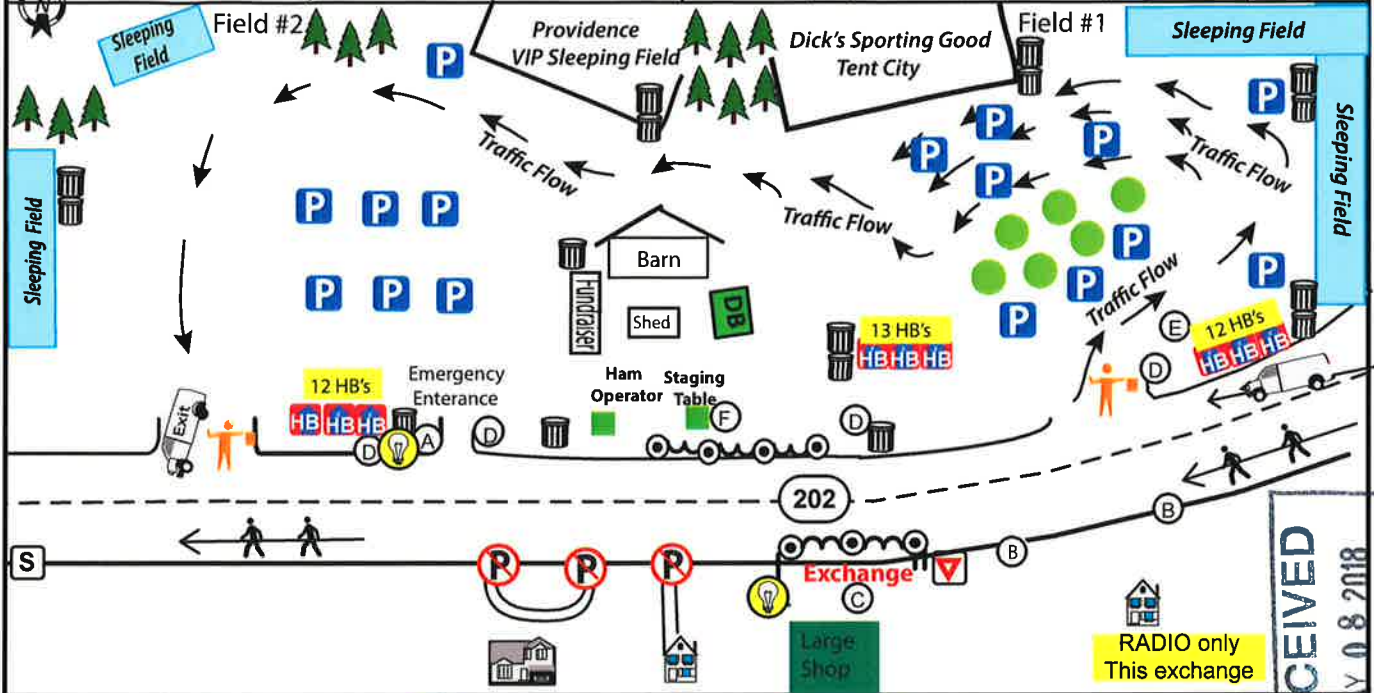 N
Sleeping
Field
Field #2
P
Providence
VIP Sleeping Field
Dick's Sporting Good
Tent City
Field #1
Sleeping Field
P
P
P
P
P
Traffic Flow
Traffic Flow
Sleeping Field
Sleeping Field
P
P
P
Traffic Flow
P
P
Barn
P
P
P
P
Fundraiser
Shed
DB
P
Traffic Flow
E
12 HB's
HB
HB
HB
13 HB's
HB
HB
HB
D
12 HB's
HB
HB
HB
Emergency
Enterance
Ham
Operator
Staging
Table
F
D
Exit
D
A
D
202
B
S
P
P
P
Exchange
B
C
Large
Shop
RADIO only
This exchange
CEIVED
Y 08 2018